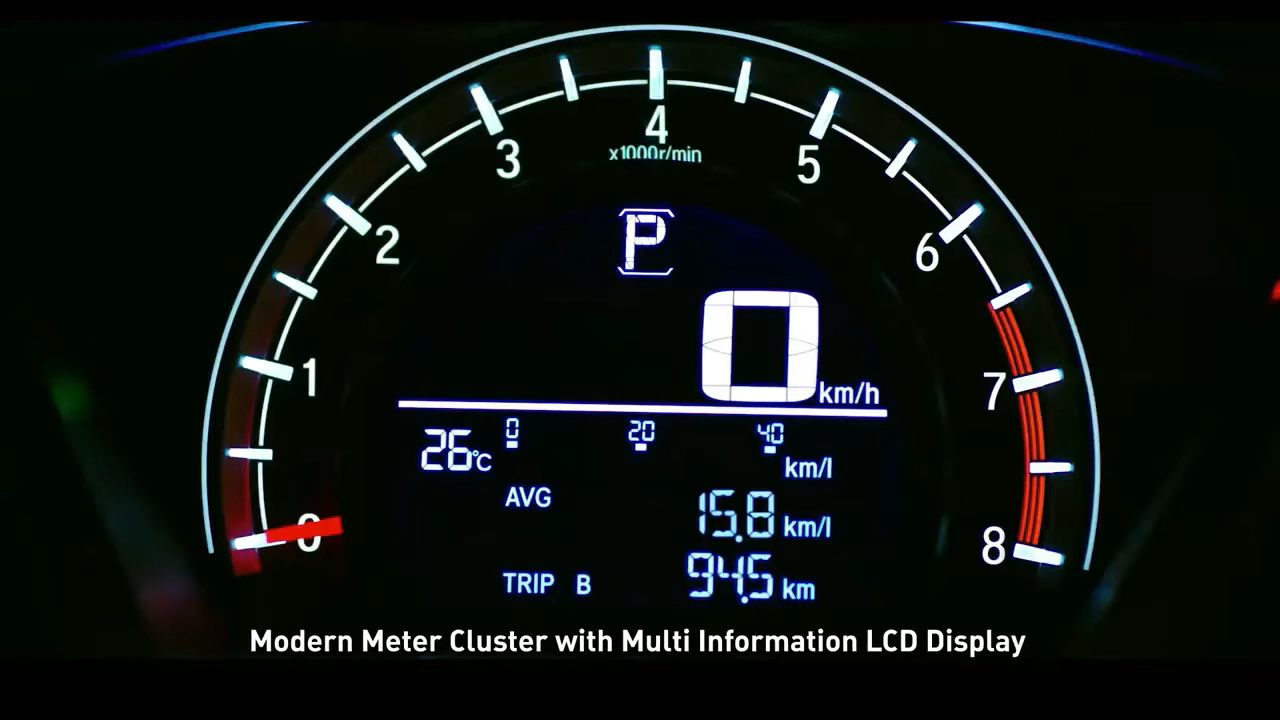 4
x1000r/min
3
5
2
6
P
0 km/h
1
7
26°C
0 20 40
km/l
AVG 15.8 km/l
0
8
TRIP B 94.5 km
Modern Meter Cluster with Multi Information LCD Display